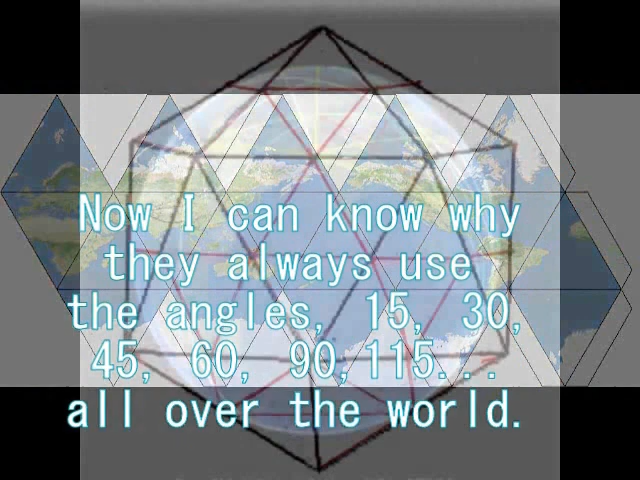 Now I can know why
they always use
the angles, 15, 30,
45, 60, 90,115...
all over the world.